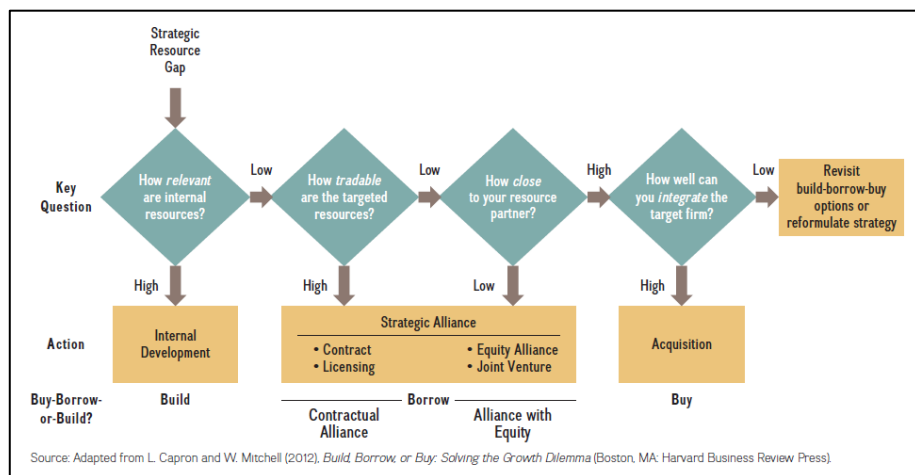 Strategic
Resource
Gap
Key
Question
How relevant
are internal
resources?
Low
How tradable
are the targeted
resources?
Low
How close
to your resource
partner?
High
How well can
you integrate the
target firm?
Low
Revisit
build-borrow-buy
options or
reformulate strategy
High
High
Low
High
Action
Internal
Development
Strategic Alliance
• Contract
• Licensing
• Equity Alliance
• Joint Venture
Acquisition
Buy-Borrow-
or-Build?
Build
Borrow
Contractual
Alliance
Alliance with
Equity
Buy
Source: Adapted from L. Capron and W. Mitchell (2012), Build, Borrow, or Buy: Solving the Growth Dilemma (Boston, MA: Harvard Business Review Press).